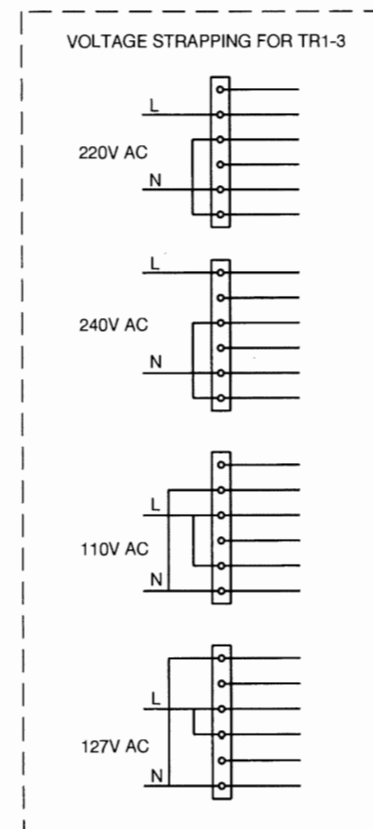 VOLTAGE STRAPPING FOR TR1-3
L
220V AC
N
L
240V AC
N
L
110V AC
N
L
127V AC
N